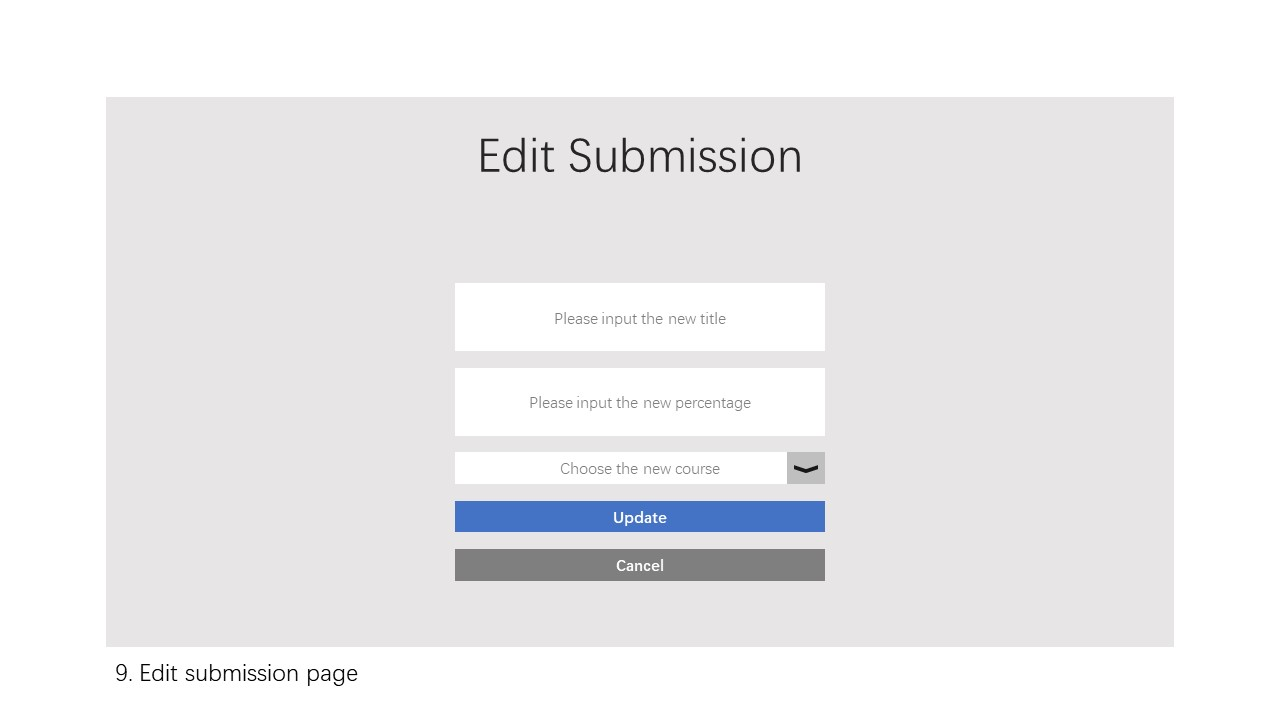 Edit Submission
Please input the new title
Please input the new percentage
Choose the new course
Update
Cancel
9. Edit submission page